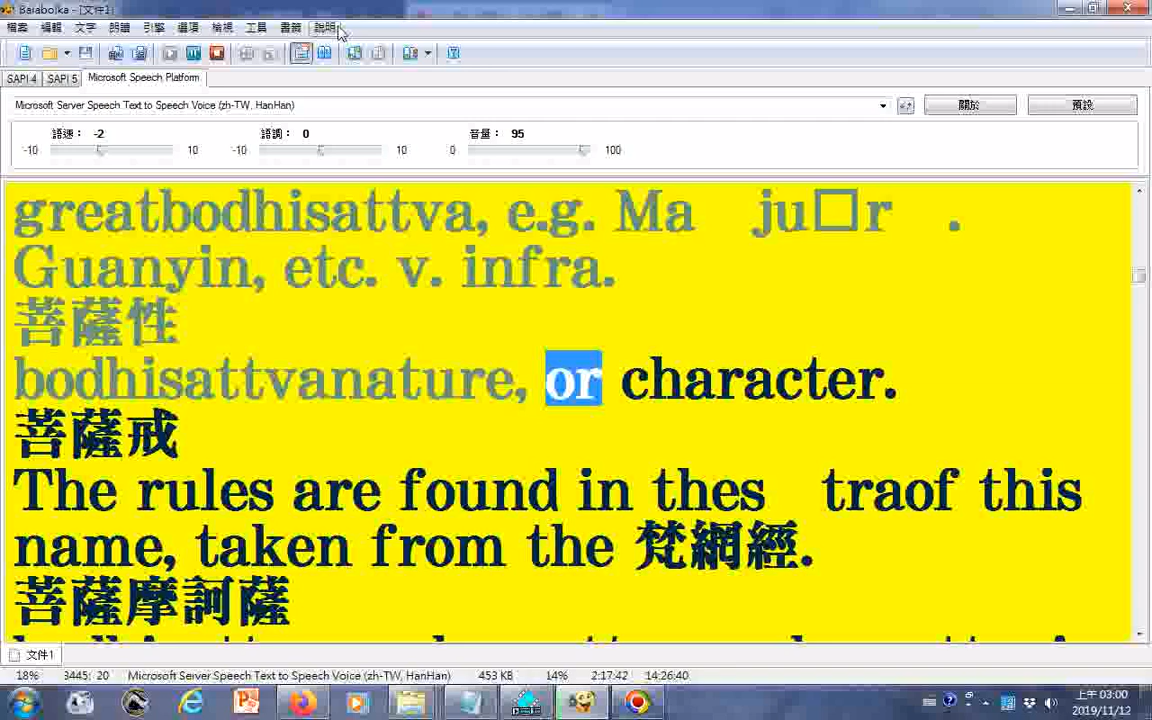 Balabolka - [文件1]
檔案 編輯 文字 朗讀 引擎 選項 檢視 工具 書籤 說明
SAPI 4 SAPI 5 Microsoft Speech Platform
Microsoft Server Speech Text to Speech Voice (zh-TW, HanHan) 關於 預設
語速： -2 語調： 0 音量： 95
-10 10 -10 10 0 100
greatbodhisattva, e.g. Ma ju□r .
Guanyin, etc. v. infra.
菩薩性
bodhisattvanature, or character.
菩薩戒
The rules are found in thes traof this
name, taken from the 梵網經.
菩薩摩訶薩
文件1
18% 3445: 20 Microsoft Server Speech Text to Speech Voice (zh-TW, HanHan) 453 KB 14% 2:17:42 14:26:40
上午 03:00
2019/11/12